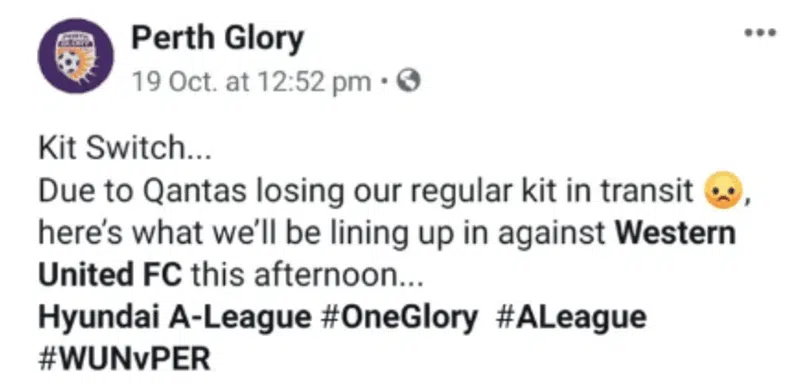 Perth Glory
19 Oct. at 12:52 pm •
Kit Switch...
Due to Qantas losing our regular kit in transit 😠,
here's what we'll be lining up in against Western
United FC this afternoon...
Hyundai A-League #OneGlory #ALeague
#WUNvPER